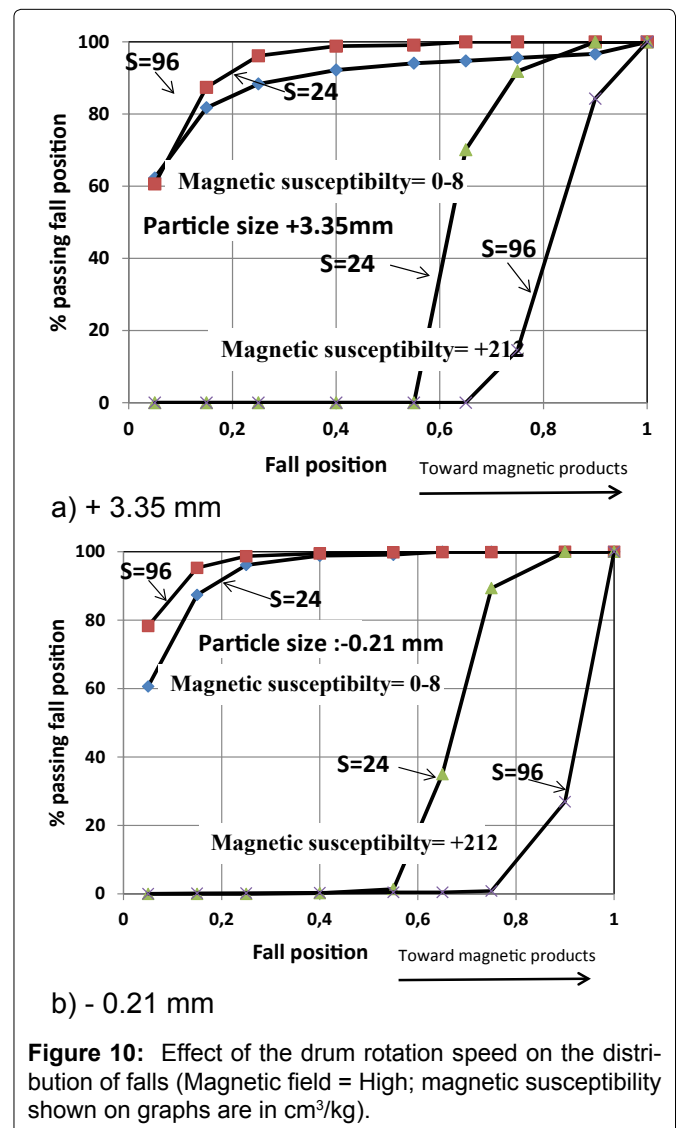 100
S=96
80
S=24
60
Magnetic susceptibilty= 0-8
Particle size +3.35mm
40
S=24
S=96
20
Magnetic susceptibilty= +212
0
0 0,2 0,4 0,6 0,8 1
% passing fall position
Fall position
Toward magnetic products
a) + 3.35 mm
100
S=96
80
S=24
Particle size :-0.21 mm
60
Magnetic susceptibilty= 0-8
40
S=24
S=96
20
Magnetic susceptibilty= +212
0
0 0,2 0,4 0,6 0,8 1
% passing fall position
Fall position
Toward magnetic products
b) - 0.21 mm
Figure 10: Effect of the drum rotation speed on the distri-
bution of falls (Magnetic field = High; magnetic susceptibility
shown on graphs are in cm³/kg).